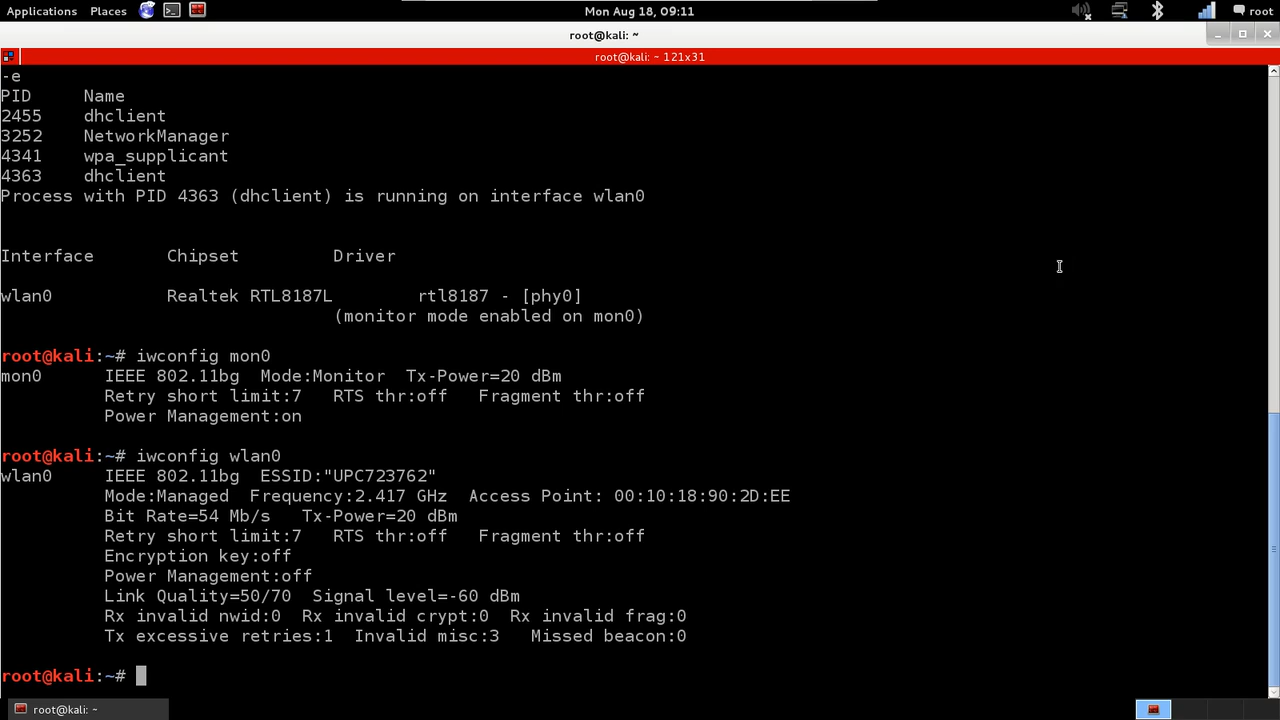 Applications Places Mon Aug 18, 09:11 root
root@kali: ~
root@kali: ~ 121x31
-e
PID Name
2455 dhclient
3252 NetworkManager
4341 wpa_supplicant
4363 dhclient
Process with PID 4363 (dhclient) is running on interface wlan0
Interface Chipset Driver
wlan0 Realtek RTL8187L rtl8187 - [phy0]
(monitor mode enabled on mon0)
root@kali:~# iwconfig mon0
mon0 IEEE 802.11bg Mode:Monitor Tx-Power=20 dBm
Retry short limit:7 RTS thr:off Fragment thr:off
Power Management:on
root@kali:~# iwconfig wlan0
wlan0 IEEE 802.11bg ESSID:"UPC723762"
Mode:Managed Frequency:2.417 GHz Access Point: 00:10:18:90:2D:EE
Bit Rate=54 Mb/s Tx-Power=20 dBm
Retry short limit:7 RTS thr:off Fragment thr:off
Encryption key:off
Power Management:off
Link Quality=50/70 Signal level=-60 dBm
Rx invalid nwid:0 Rx invalid crypt:0 Rx invalid frag:0
Tx excessive retries:1 Invalid misc:3 Missed beacon:0
root@kali:~#
root@kali: ~